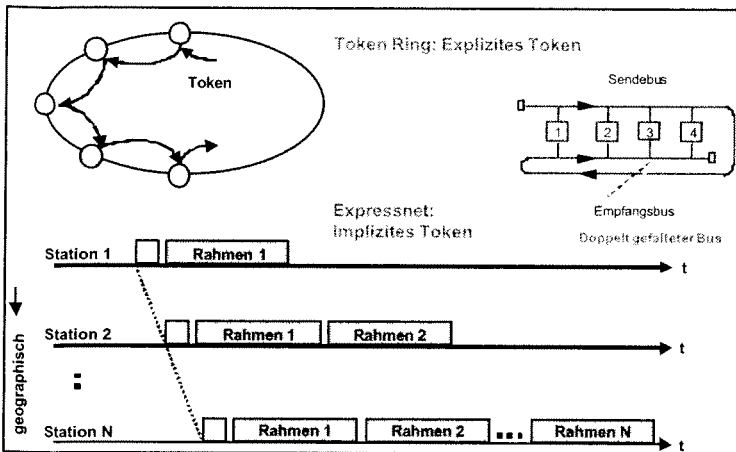 Token Ring: Explizites Token
Token
Sendebus
1 2 3 4
Empfangsbus
Doppelt gefalteter Bus
Expressnet:
Implizites Token
Station 1 Rahmen 1 t
Station 2 Rahmen 1 Rahmen 2 t
geographisch
Station N Rahmen 1 Rahmen 2 Rahmen N t